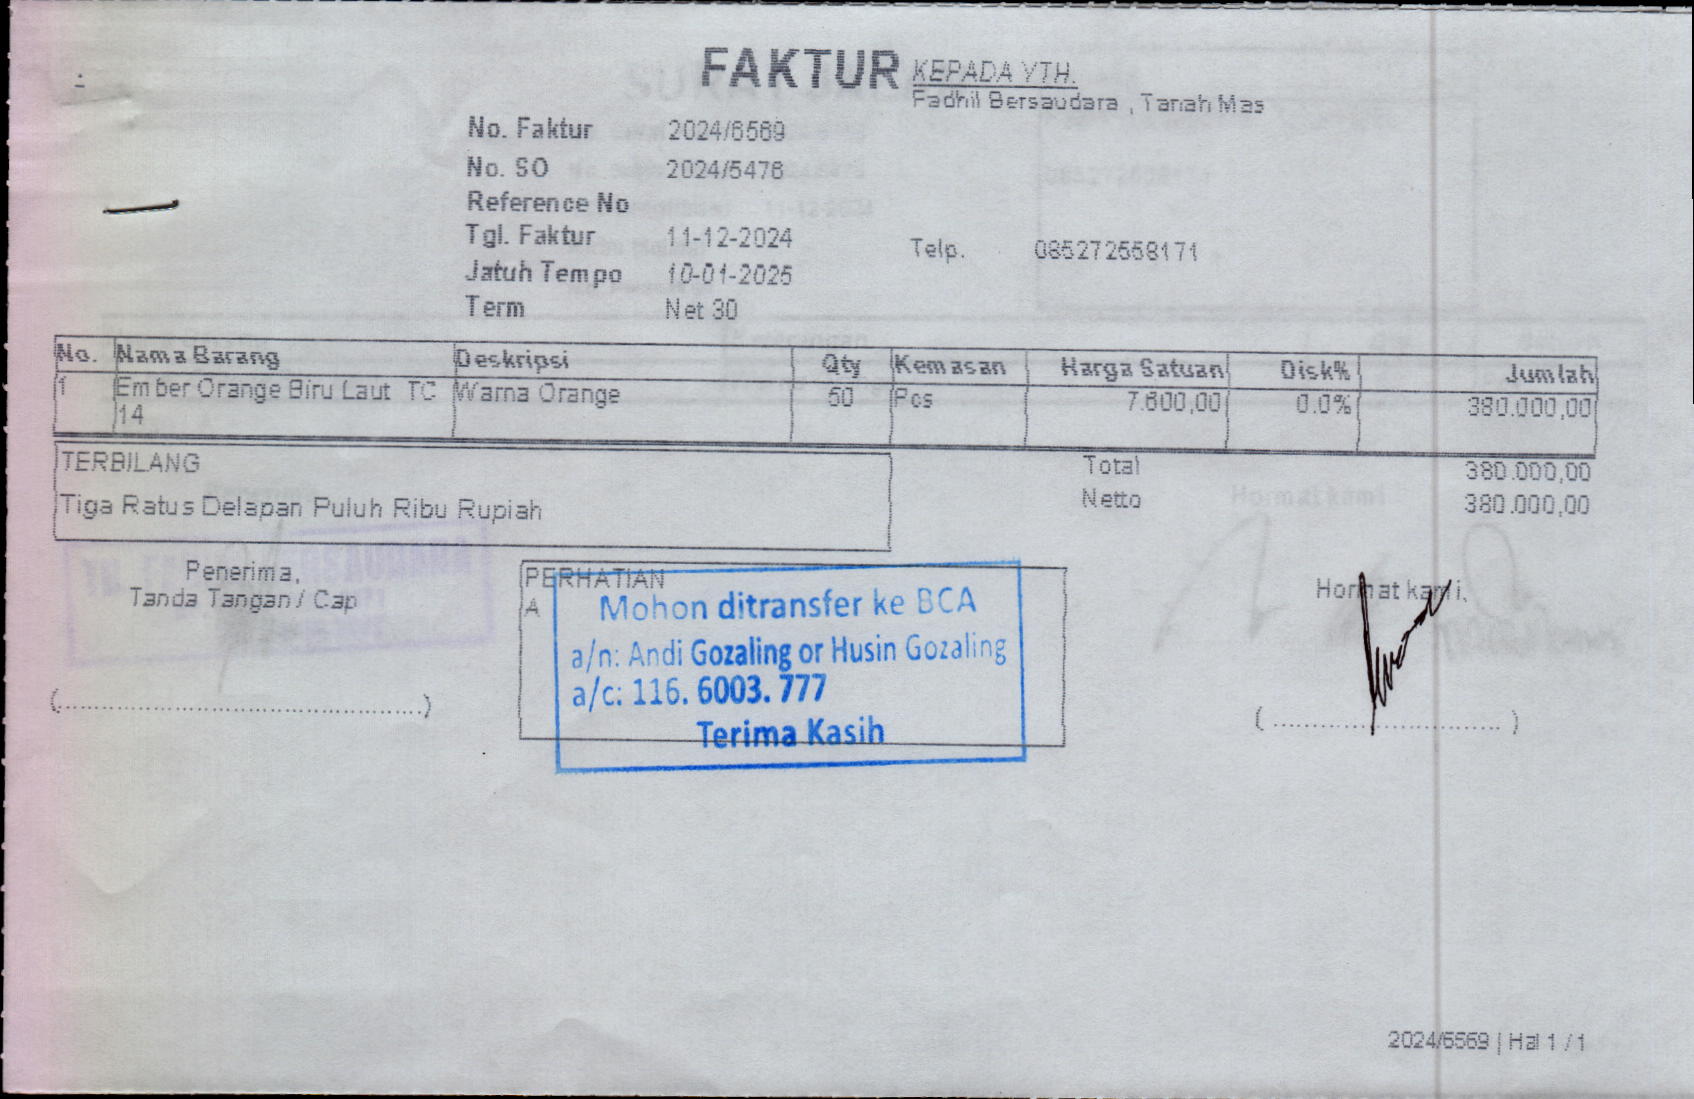 FAKTUR
KEPADA YTH.
Fadhil Bersaudara , Tanah Mas
No. Faktur 2024/6569
No. SO 2024/5476
Reference No
Tgl. Faktur 11-12-2024
Telp. 085272558171
Jatuh Tempo 10-01-2025
Term Net 30
No. Nama Barang Deskripsi Qty Kemasan Harga Satuan Disk% Jumlah
1 Ember Orange Biru Laut TC Warna Orange 50 Pcs 7.600,00 0.0% 380.000,00
14
TERBILANG
Tiga Ratus Delapan Puluh Ribu Rupiah
Total 380.000,00
Netto 380.000,00
Penerima,
Tanda Tangan / Cap
(................................................)
PERHATIAN
A
Mohon ditransfer ke BCA
a/n: Andi Gozaling or Husin Gozaling
a/c: 116. 6003. 777
Terima Kasih
Hormat kami,
( .............................. )
2024/6569 | Hal 1 / 1